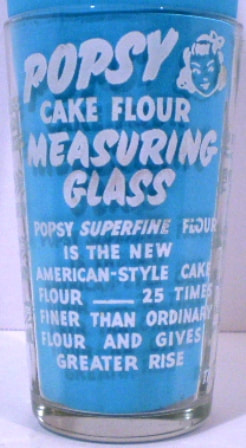 POPSY
CAKE FLOUR
MEASURING
GLASS
POPSY SUPERFINE FLOUR
IS THE NEW
AMERICAN-STYLE CAKE
FLOUR __ 25 TIMES
FINER THAN ORDINARY
FLOUR AND GIVES
GREATER RISE